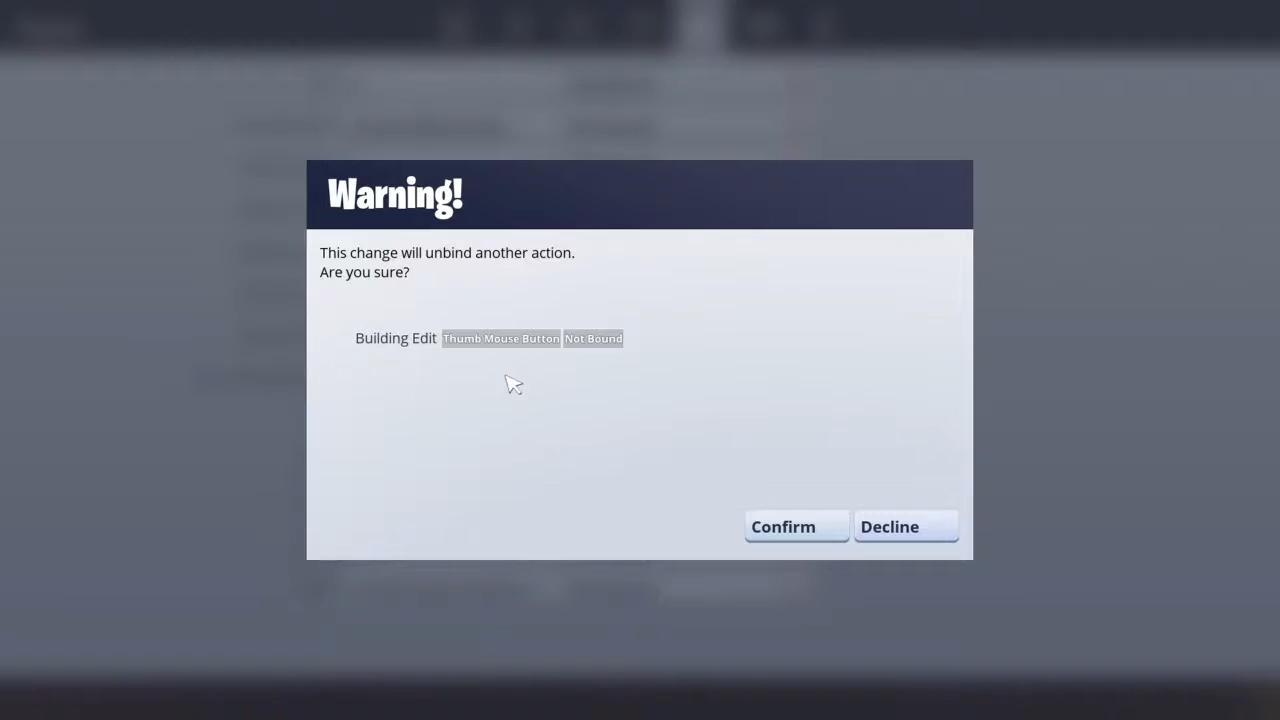 Warning!
This change will unbind another action.
Are you sure?
Building Edit Thumb Mouse Button Not Bound
Confirm Decline